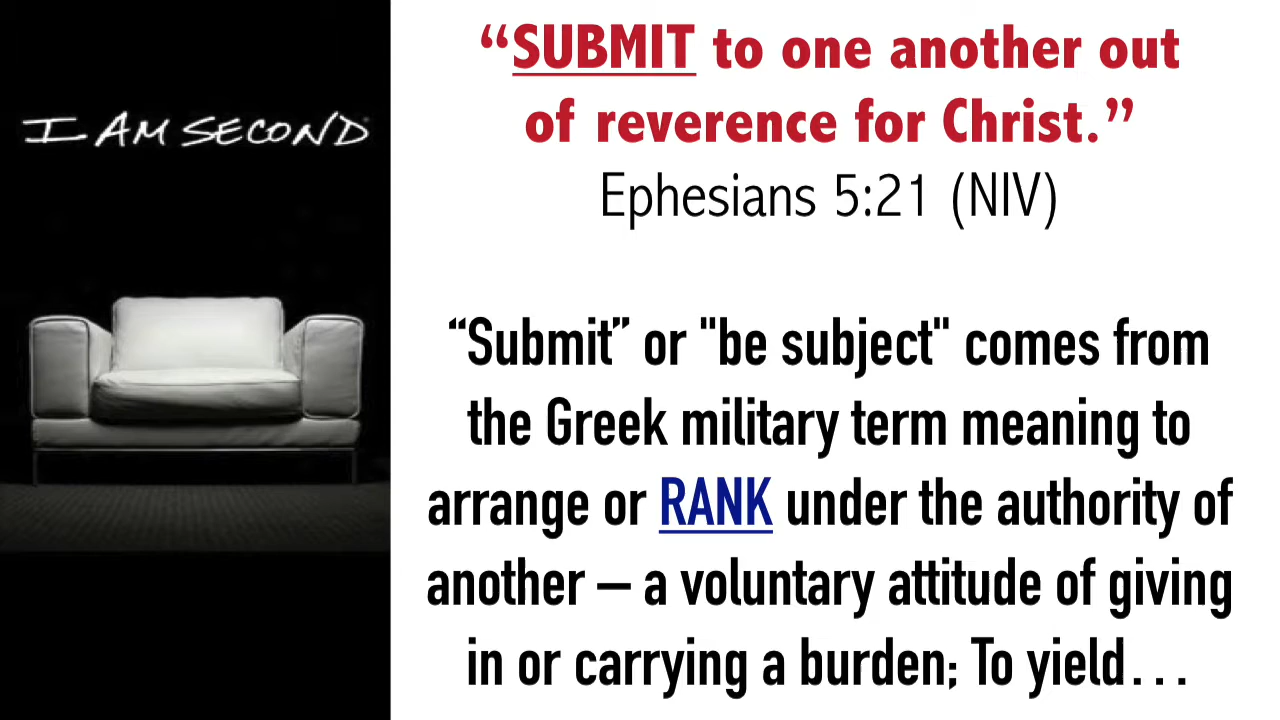 I AM SECOND®
“SUBMIT to one another out
of reverence for Christ.”
Ephesians 5:21 (NIV)
“Submit” or "be subject" comes from
the Greek military term meaning to
arrange or RANK under the authority of
another – a voluntary attitude of giving
in or carrying a burden; To yield...